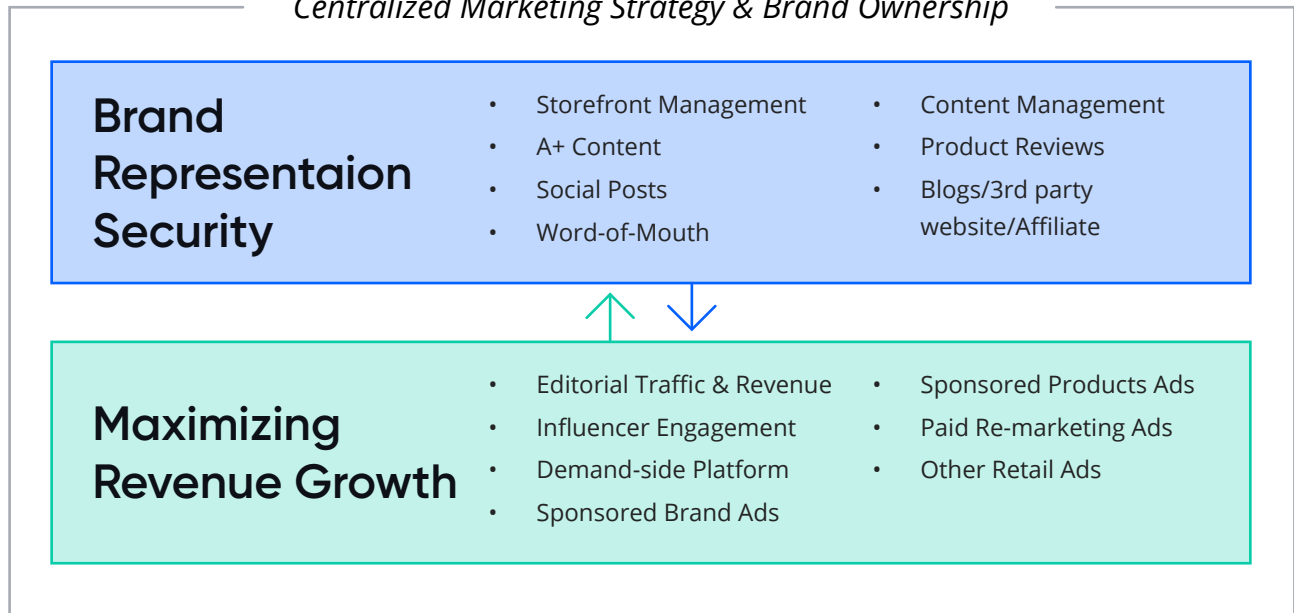 Centralized Marketing Strategy & Brand Ownership
Brand
Representaion
Security
• Storefront Management
• A+ Content
• Social Posts
• Word-of-Mouth
• Content Management
• Product Reviews
• Blogs/3rd party
website/Affiliate
Maximizing
Revenue Growth
• Editorial Traffic & Revenue
• Influencer Engagement
• Demand-side Platform
• Sponsored Brand Ads
• Sponsored Products Ads
• Paid Re-marketing Ads
• Other Retail Ads